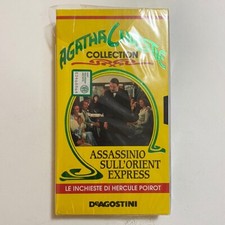 AGATHA CHRISTIE
COLLECTION
ASSASSINIO
SULL'ORIENT
EXPRESS
LE INCHIESTE DI HERCULE POIROT
DeAGOSTINI